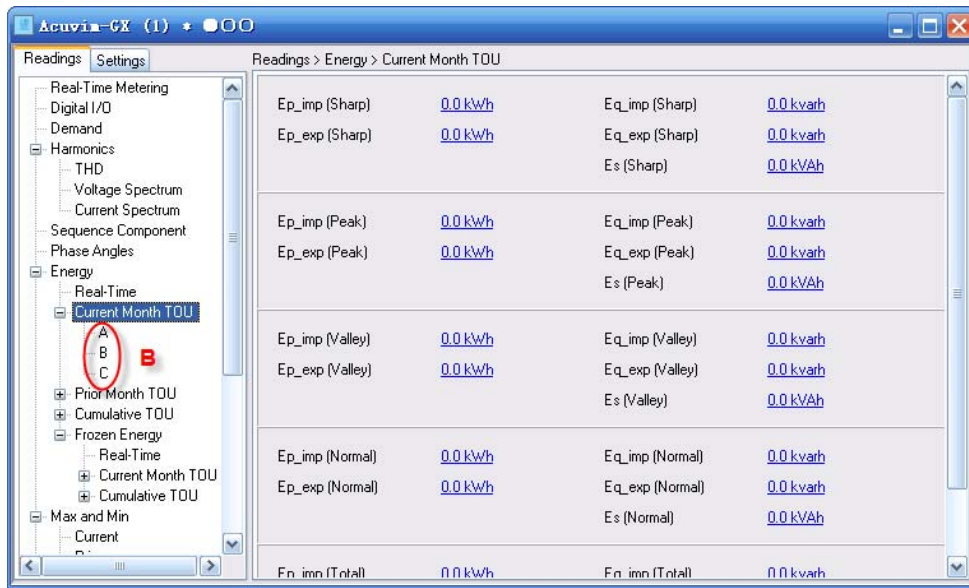 Acuvim-GX (1) *
Readings Settings
Readings > Energy > Current Month TOU
Real-Time Metering
Digital I/O
Demand
Harmonics
THD
Voltage Spectrum
Current Spectrum
Sequence Component
Phase Angles
Energy
Real-Time
Current Month TOU
A
B
C
B
Prior Month TOU
Cumulative TOU
Frozen Energy
Real-Time
Current Month TOU
Cumulative TOU
Max and Min
Current
Ep_imp (Sharp) 0.0 kWh Eq_imp (Sharp) 0.0 kvarh
Ep_exp (Sharp) 0.0 kWh Eq_exp (Sharp) 0.0 kvarh
Es (Sharp) 0.0 kVAh
Ep_imp (Peak) 0.0 kWh Eq_imp (Peak) 0.0 kvarh
Ep_exp (Peak) 0.0 kWh Eq_exp (Peak) 0.0 kvarh
Es (Peak) 0.0 kVAh
Ep_imp (Valley) 0.0 kWh Eq_imp (Valley) 0.0 kvarh
Ep_exp (Valley) 0.0 kWh Eq_exp (Valley) 0.0 kvarh
Es (Valley) 0.0 kVAh
Ep_imp (Normal) 0.0 kWh Eq_imp (Normal) 0.0 kvarh
Ep_exp (Normal) 0.0 kWh Eq_exp (Normal) 0.0 kvarh
Es (Normal) 0.0 kVAh
Ep_imp (Total) 0.0 kWh Eq_imp (Total) 0.0 kvarh